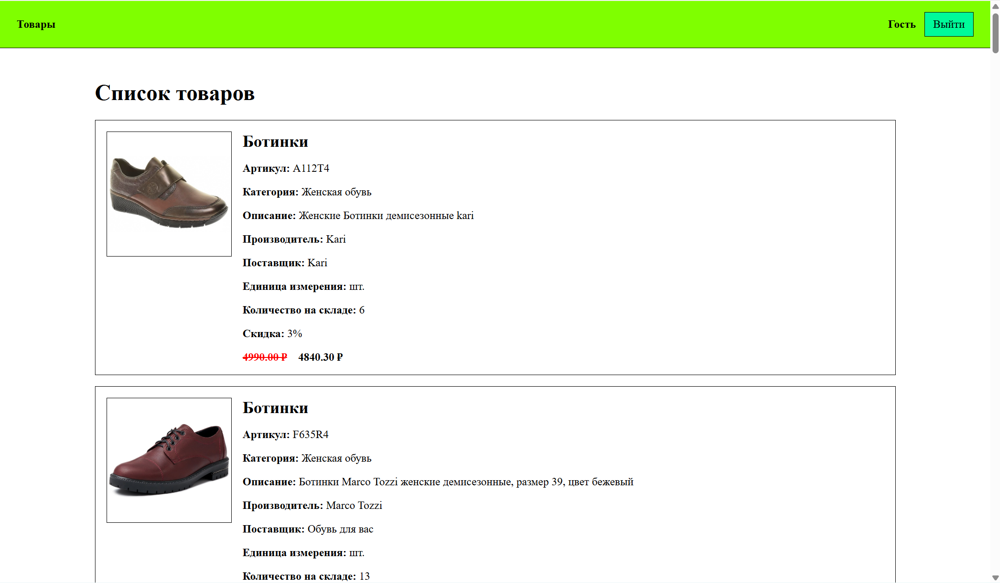 Товары
Гость
Выйти
Список товаров
Ботинки
Артикул: A112T4
Категория: Женская обувь
Описание: Женские Ботинки демисезонные kari
Производитель: Kari
Поставщик: Kari
Единица измерения: шт.
Количество на складе: 6
Скидка: 3%
4990.00 ₽ 4840.30 ₽
Ботинки
Артикул: F635R4
Категория: Женская обувь
Описание: Ботинки Marco Tozzi женские демисезонные, размер 39, цвет бежевый
Производитель: Marco Tozzi
Поставщик: Обувь для вас
Единица измерения: шт.
Количество на складе: 13